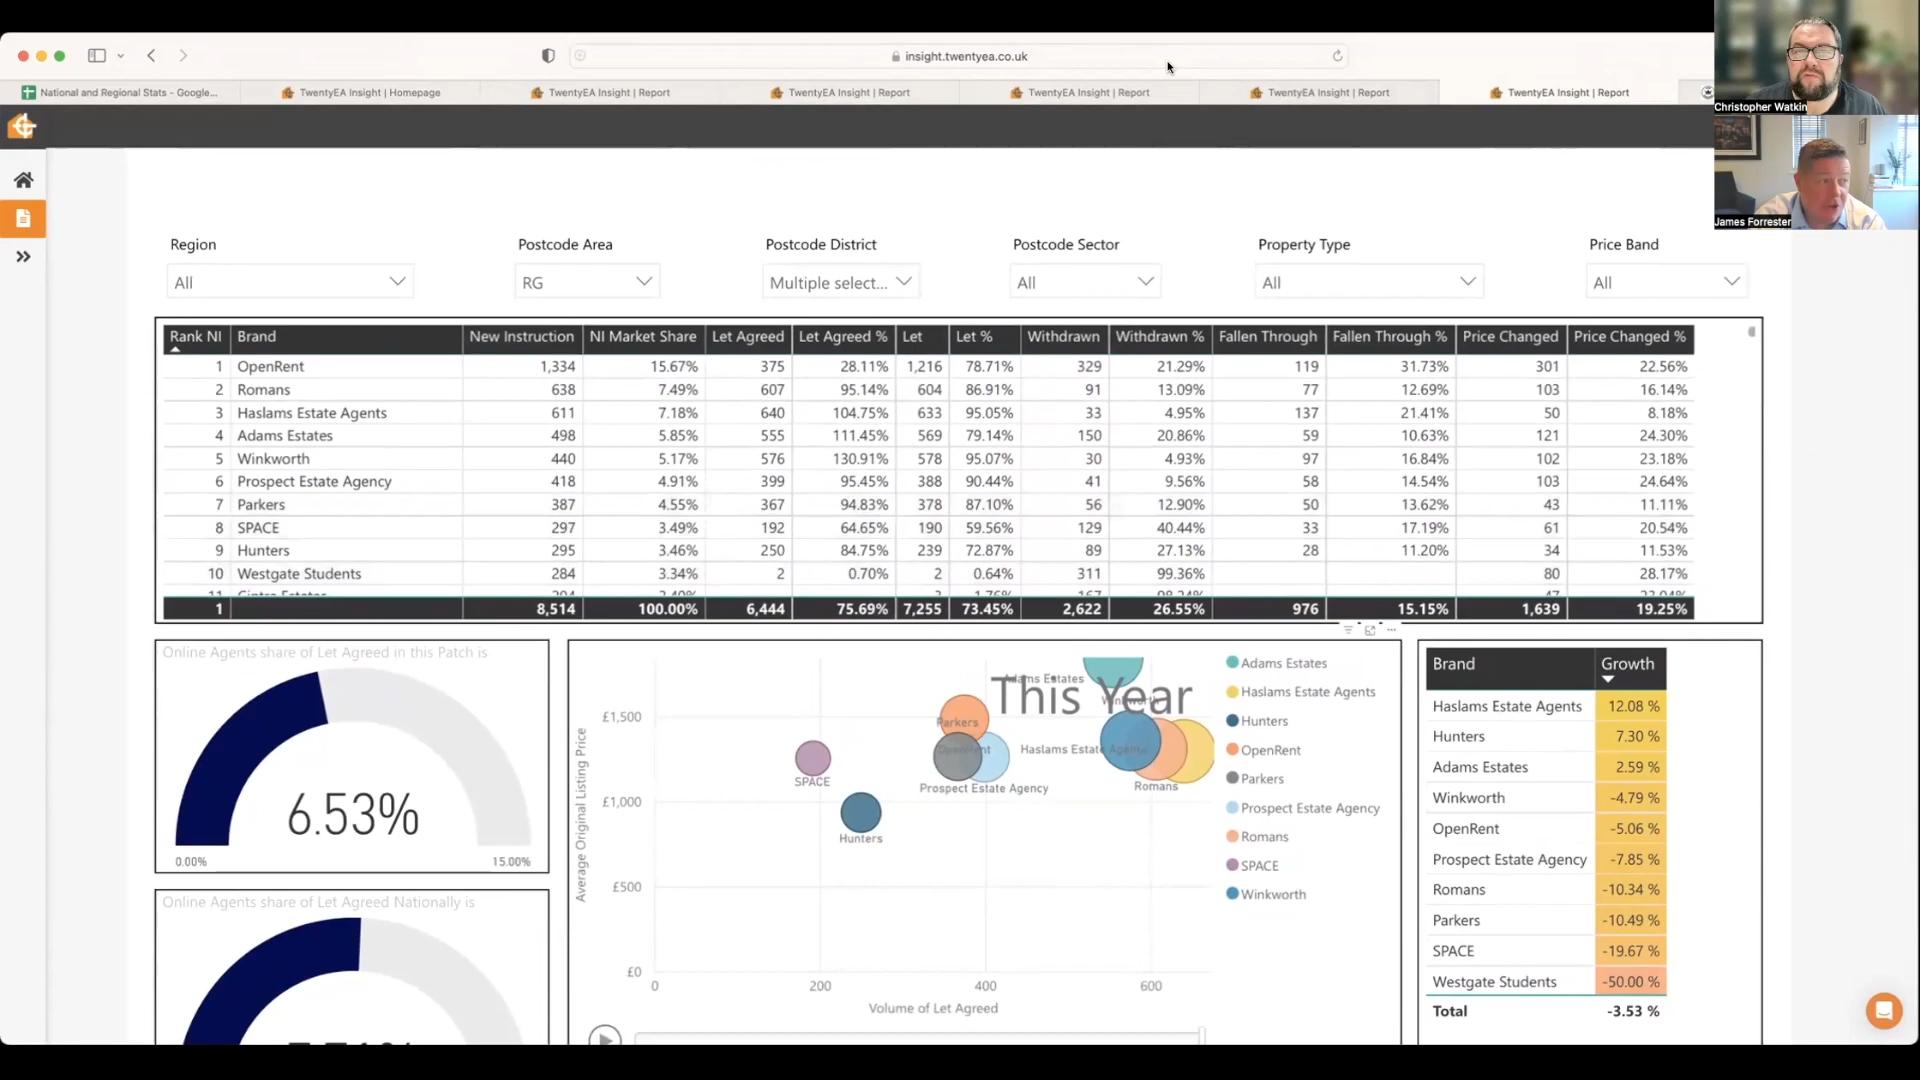 insight.twentyea.co.uk
National and Regional Stats - Google...
TwentyEA Insight | Homepage
TwentyEA Insight | Report
TwentyEA Insight | Report
TwentyEA Insight | Report
TwentyEA Insight | Report
TwentyEA Insight | Report
Christopher Watkin
James Forrester
Region Postcode Area Postcode District Postcode Sector Property Type Price Band
All RG Multiple select... All All All
Rank NI Brand New Instruction NI Market Share Let Agreed Let Agreed % Let Let % Withdrawn Withdrawn % Fallen Through Fallen Through % Price Changed Price Changed %
1 OpenRent 1,334 15.67% 375 28.11% 1,216 78.71% 329 21.29% 119 31.73% 301 22.56%
2 Romans 638 7.49% 607 95.14% 604 86.91% 91 13.09% 77 12.69% 103 16.14%
3 Haslams Estate Agents 611 7.18% 640 104.75% 633 95.05% 33 4.95% 137 21.41% 50 8.18%
4 Adams Estates 498 5.85% 555 111.45% 569 79.14% 150 20.86% 59 10.63% 121 24.30%
5 Winkworth 440 5.17% 576 130.91% 578 95.07% 30 4.93% 97 16.84% 102 23.18%
6 Prospect Estate Agency 418 4.91% 399 95.45% 388 90.44% 41 9.56% 58 14.54% 103 24.64%
7 Parkers 387 4.55% 367 94.83% 378 87.10% 56 12.90% 50 13.62% 43 11.11%
8 SPACE 297 3.49% 192 64.65% 190 59.56% 129 40.44% 33 17.19% 61 20.54%
9 Hunters 295 3.46% 250 84.75% 239 72.87% 89 27.13% 28 11.20% 34 11.53%
10 Westgate Students 284 3.34% 2 0.70% 2 0.64% 311 99.36% 80 28.17%
1 8,514 100.00% 6,444 75.69% 7,255 73.45% 2,622 26.55% 976 15.15% 1,639 19.25%
Online Agents share of Let Agreed in this Patch is
6.53%
0.00% 15.00%
Online Agents share of Let Agreed Nationally is
This Year
Average Original Listing Price
£1,500
£1,000
£500
£0
0 200 400 600
Volume of Let Agreed
Adams Estates
Winkworth
Parkers
OpenRent
Haslams Estate Agents
SPACE
Prospect Estate Agency
Romans
Hunters
Adams Estates
Haslams Estate Agents
Hunters
OpenRent
Parkers
Prospect Estate Agency
Romans
SPACE
Winkworth
Brand Growth
Haslams Estate Agents 12.08 %
Hunters 7.30 %
Adams Estates 2.59 %
Winkworth -4.79 %
OpenRent -5.06 %
Prospect Estate Agency -7.85 %
Romans -10.34 %
Parkers -10.49 %
SPACE -19.67 %
Westgate Students -50.00 %
Total -3.53 %